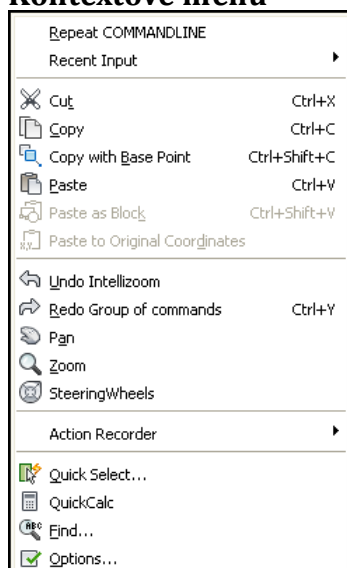 Kontextové menu
Repeat COMMANDLINE
Recent Input
Cut Ctrl+X
Copy Ctrl+C
Copy with Base Point Ctrl+Shift+C
Paste Ctrl+V
Paste as Block Ctrl+Shift+V
Paste to Original Coordinates
Undo Intellizoom
Redo Group of commands Ctrl+Y
Pan
Zoom
SteeringWheels
Action Recorder
Quick Select...
QuickCalc
Find...
Options...